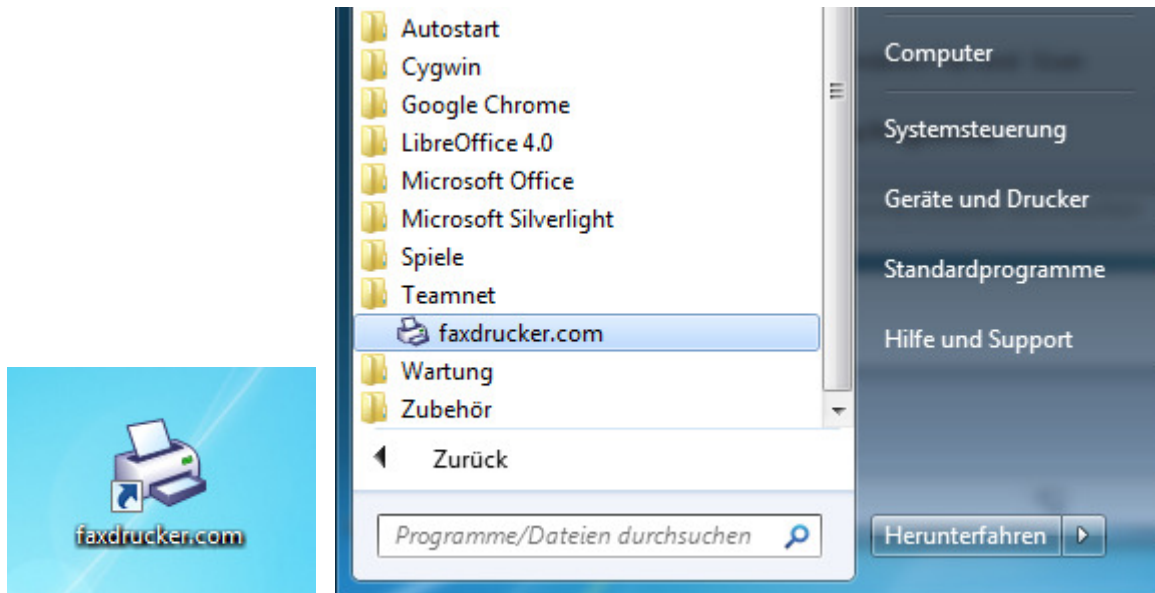 faxdrucker.com
Autostart
Cygwin
Google Chrome
LibreOffice 4.0
Microsoft Office
Microsoft Silverlight
Spiele
Teamnet
faxdrucker.com
Wartung
Zubehör
Zurück
Programme/Dateien durchsuchen
Computer
Systemsteuerung
Geräte und Drucker
Standardprogramme
Hilfe und Support
Herunterfahren